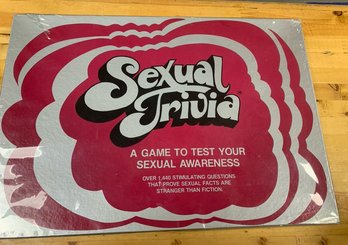 Sexual
Trivia
A GAME TO TEST YOUR
SEXUAL AWARENESS
OVER 1,440 STIMULATING QUESTIONS
THAT PROVE SEXUAL FACTS ARE
STRANGER THAN FICTION.